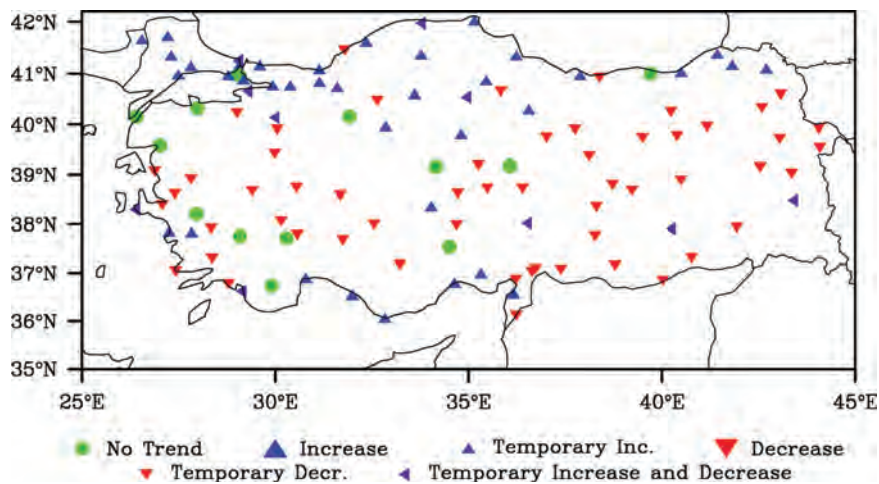 42°N
41°N
40°N
39°N
38°N
37°N
36°N
35°N
25°E 30°E 35°E 40°E 45°E
No Trend Increase Temporary Inc. Decrease
Temporary Decr. Temporary Increase and Decrease